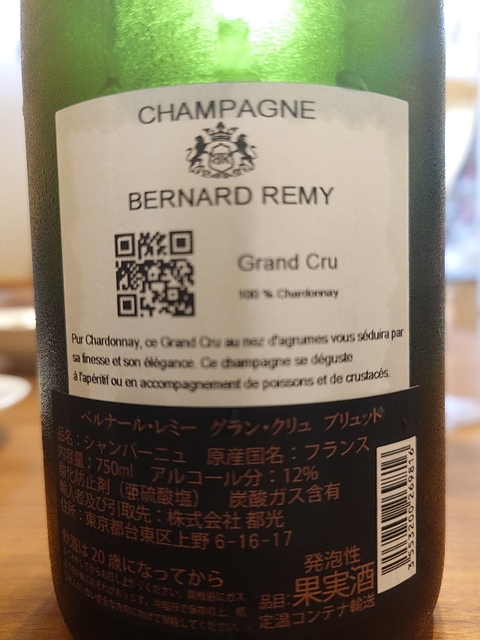 CHAMPAGNE
BERNARD REMY
Grand Cru
100 % Chardonnay
Pur Chardonnay, ce Grand Cru au nez d'agrumes vous séduira par
sa finesse et son élégance. Ce champagne se déguste
à l'apéritif ou en accompagnement de poissons et de crustacés.
ベルナール・レミー グラン・クリュ ブリュット
品名：シャンパーニュ 原産国名：フランス
内容量：750ml アルコール分：12%
酸化防止剤（亜硫酸塩） 炭酸ガス含有
輸入者及び引取先：株式会社 都光
住所：東京都台東区上野 6-16-17
飲酒は 20 歳になってから
発泡性
品目：果実酒
定温コンテナ輸送
3 553200 269816